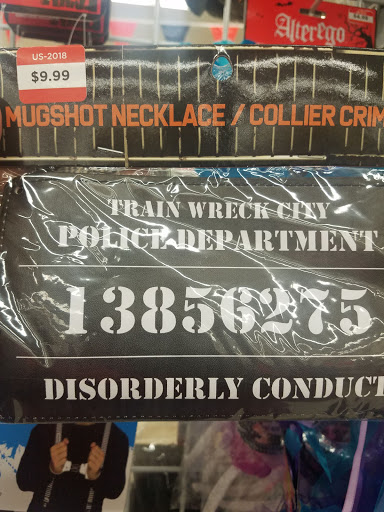 Alterego
US-2018
$9.99
MUGSHOT NECKLACE / COLLIER CRIM
TRAIN WRECK CITY
POLICE DEPARTMENT
13856275
DISORDERLY CONDUCT